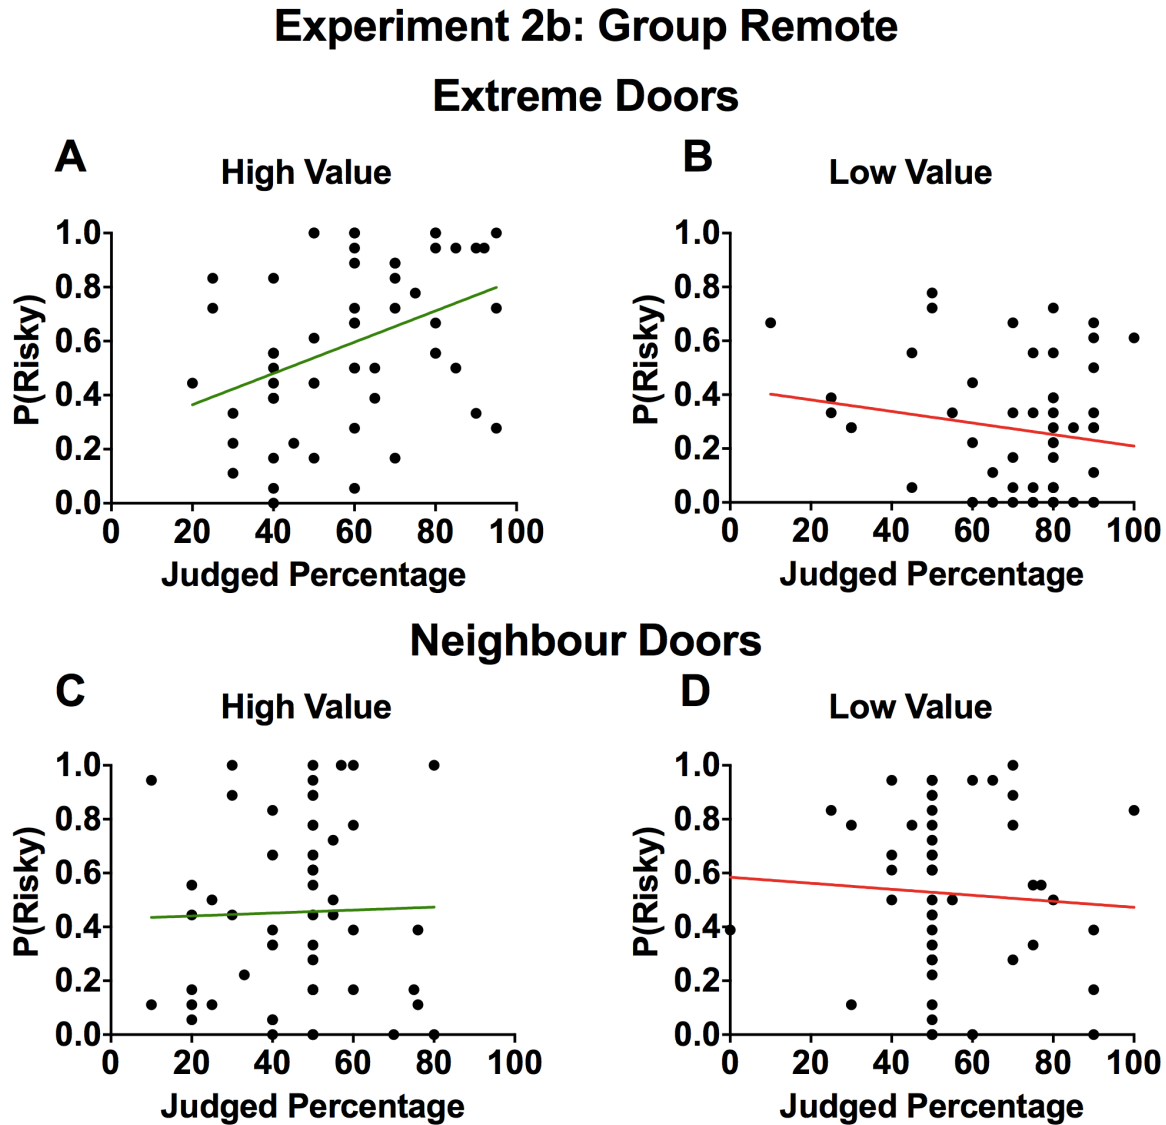 Experiment 2b: Group Remote
Extreme Doors
A
High Value
P(Risky)
1.0
0.8
0.6
0.4
0.2
0.0
0 20 40 60 80 100
Judged Percentage
B
Low Value
P(Risky)
1.0
0.8
0.6
0.4
0.2
0.0
0 20 40 60 80 100
Judged Percentage
Neighbour Doors
C
High Value
P(Risky)
1.0
0.8
0.6
0.4
0.2
0.0
0 20 40 60 80 100
Judged Percentage
D
Low Value
P(Risky)
1.0
0.8
0.6
0.4
0.2
0.0
0 20 40 60 80 100
Judged Percentage